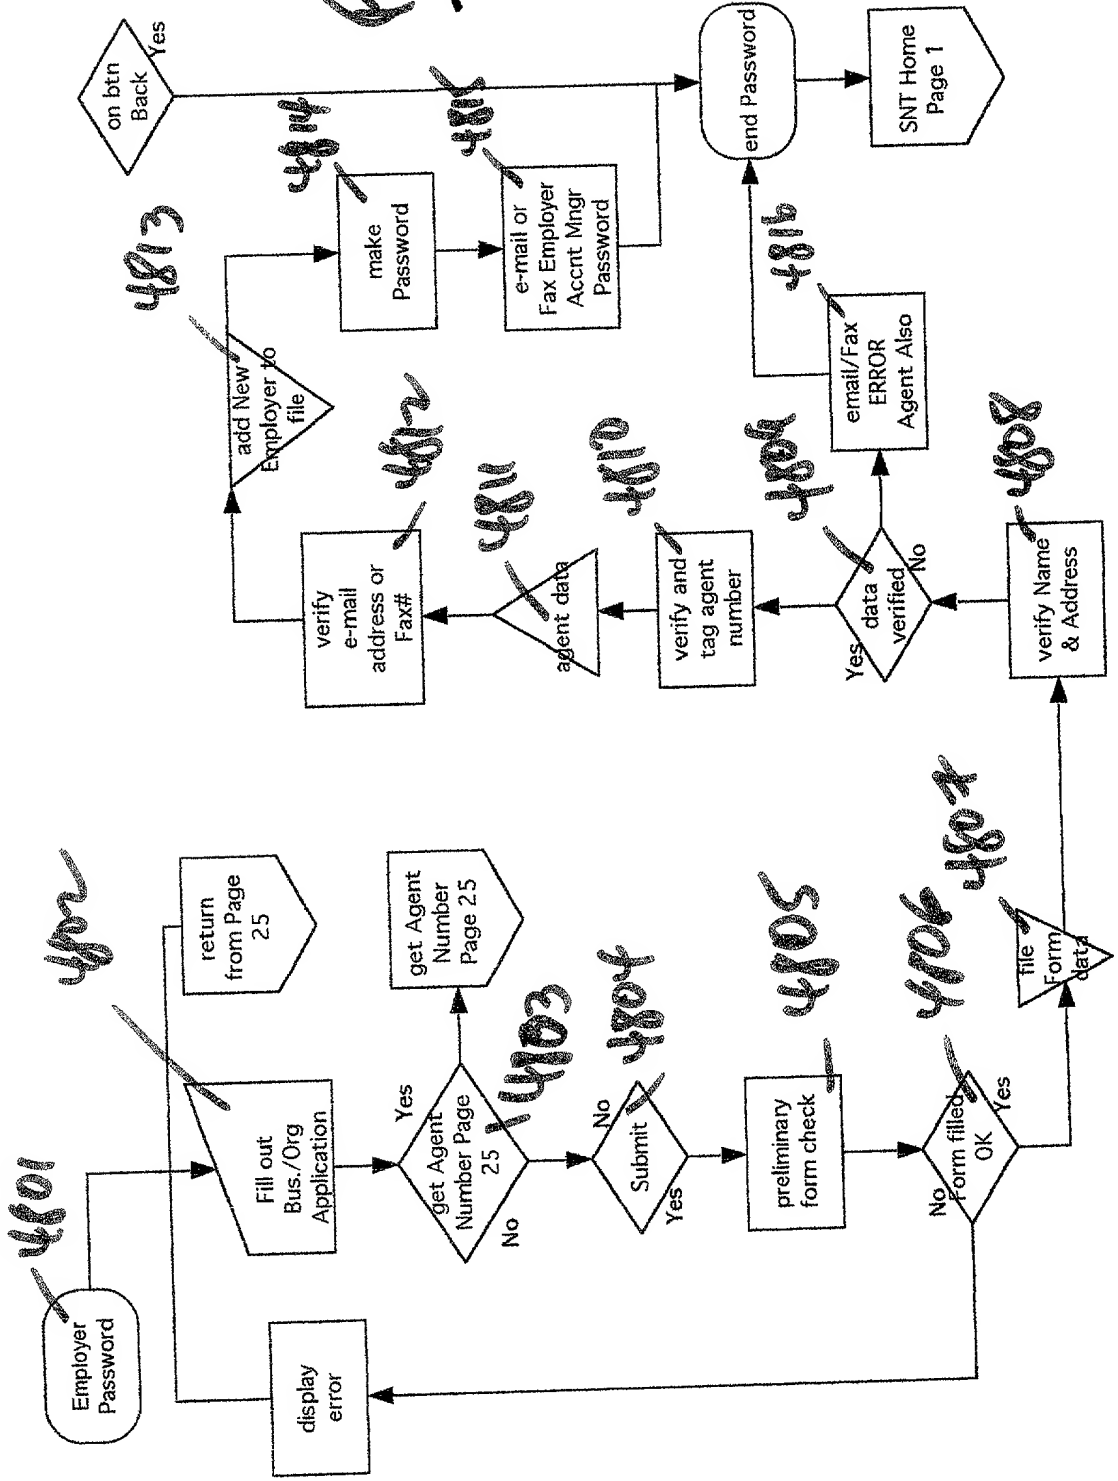 4801
Employer
Password
4802
Fill out
Bus./Org
Application
return
from Page
25
display
error
Yes
get Agent
Number Page
25
No
4803
get Agent
Number
Page 25
No
Submit
Yes
4804
preliminary
form check
4805
No
Form filled
OK
Yes
4806
file
Form
data
4807
verify Name
& Address
4808
Yes
data
verified
No
4809
verify and
tag agent
number
4810
agent data
4811
verify
e-mail
address or
Fax#
4812
add New
Employer to
file
4813
make
Password
4814
e-mail or
Fax Employer
Accnt Mngr
Password
4815
email/Fax
ERROR
Agent Also
4816
on btn
Back
Yes
end Password
SNT Home
Page 1